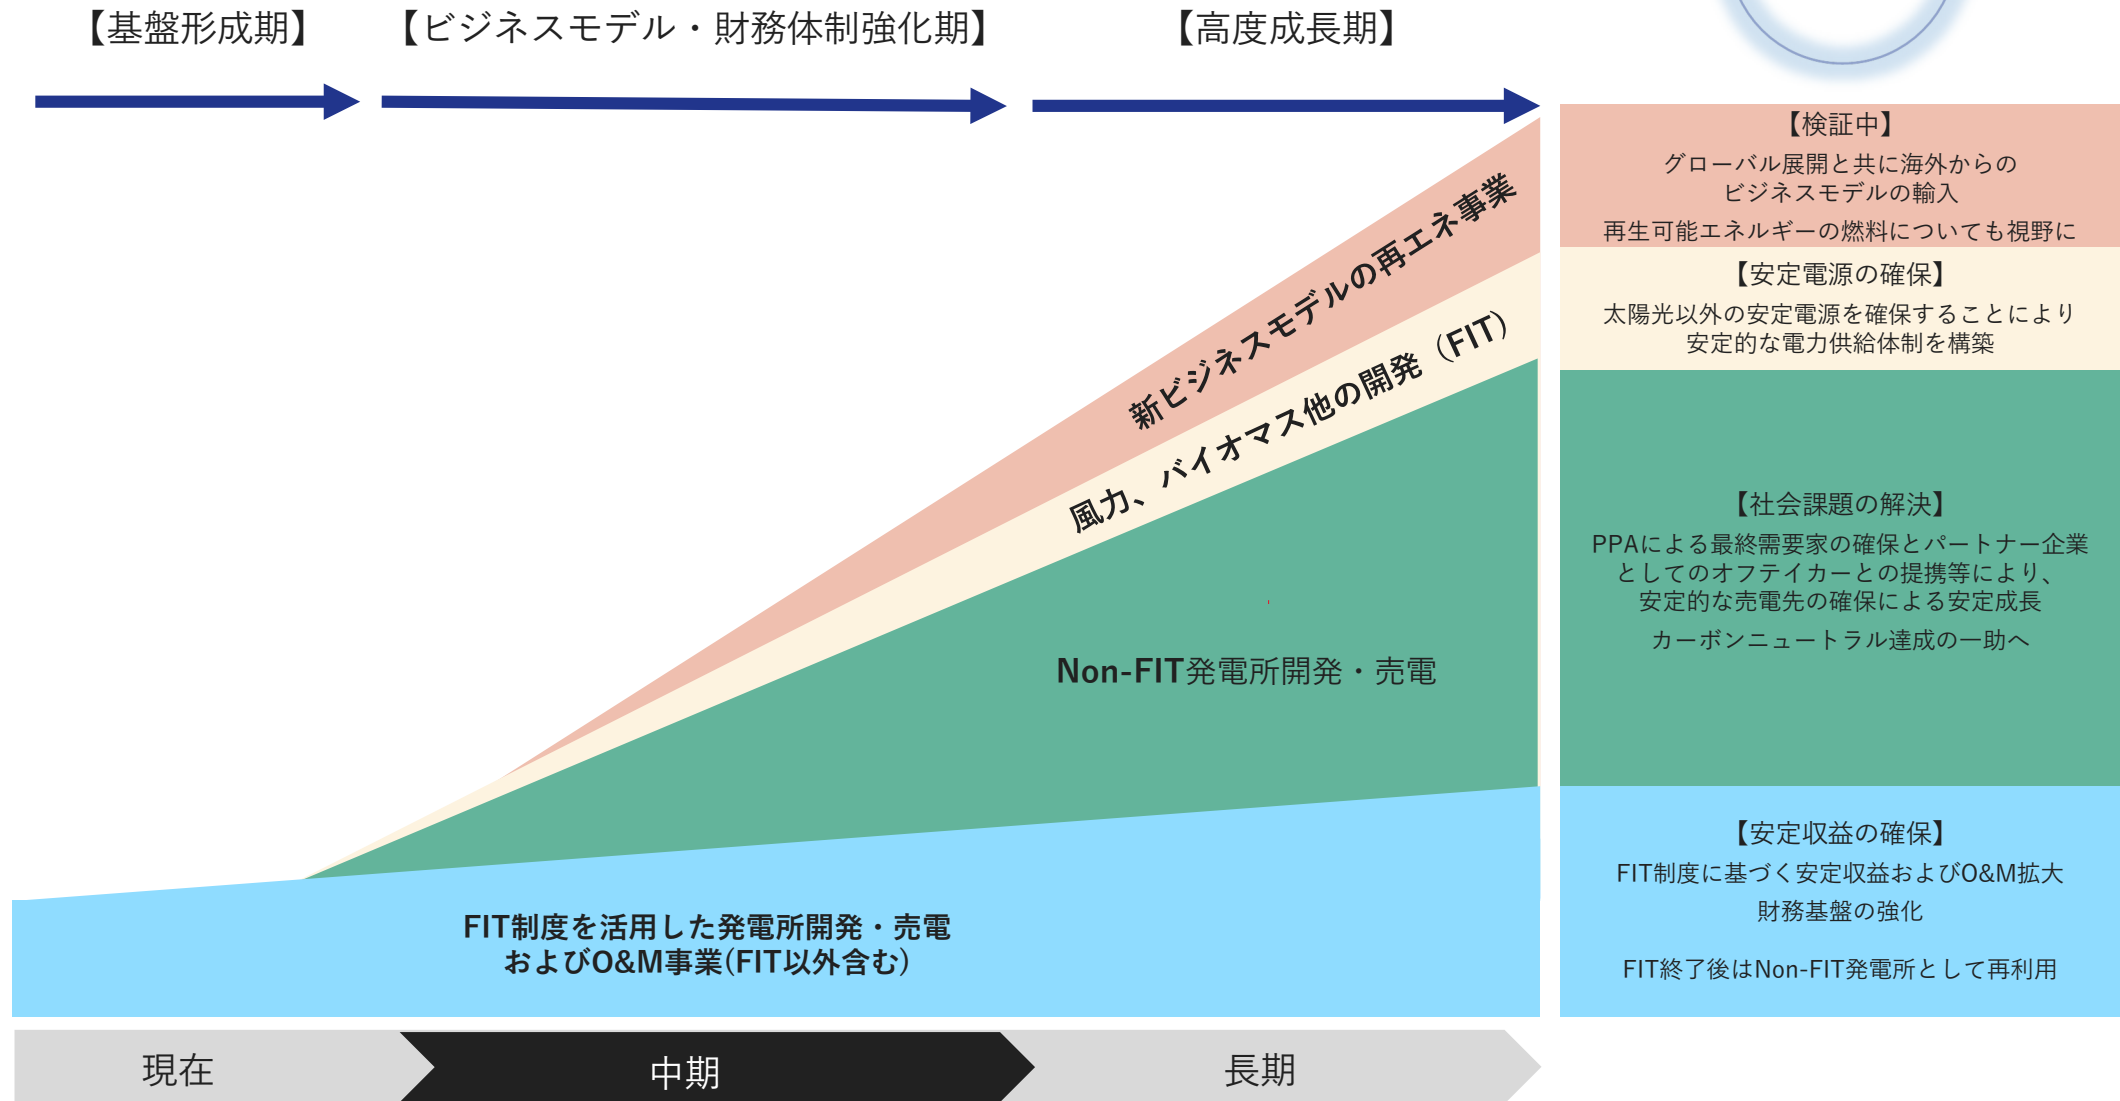 【基盤形成期】
【ビジネスモデル・財務体制強化期】
【高度成長期】
新ビジネスモデルの再エネ事業
風力、バイオマス他の開発（FIT）
Non-FIT発電所開発・売電
FIT制度を活用した発電所開発・売電
およびO&M事業(FIT以外含む)
【検証中】
グローバル展開と共に海外からの
ビジネスモデルの輸入
再生可能エネルギーの燃料についても視野に
【安定電源の確保】
太陽光以外の安定電源を確保することにより
安定的な電力供給体制を構築
【社会課題の解決】
PPAによる最終需要家の確保とパートナー企業
としてのオフテイカーとの提携等により、
安定的な売電先の確保による安定成長
カーボンニュートラル達成の一助へ
【安定収益の確保】
FIT制度に基づく安定収益およびO&M拡大
財務基盤の強化
FIT終了後はNon-FIT発電所として再利用
現在
中期
長期